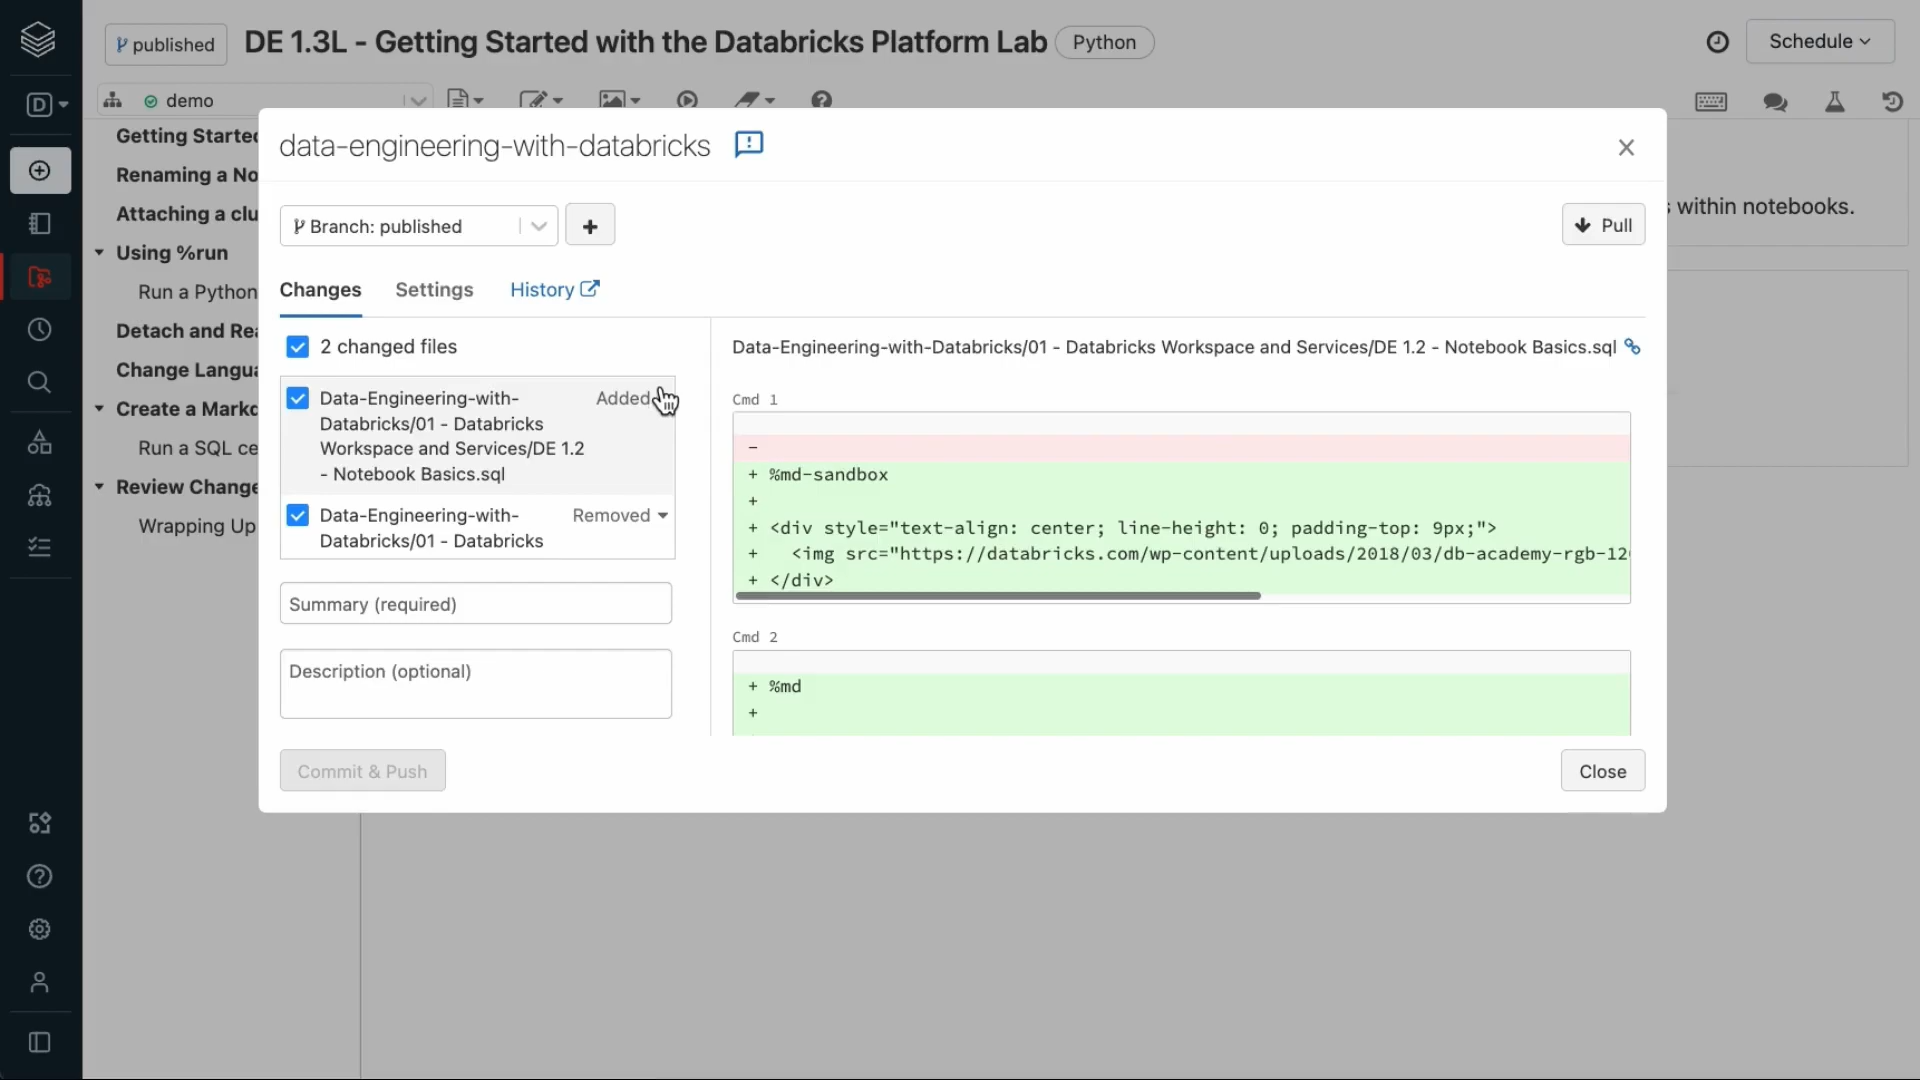 published
DE 1.3L - Getting Started with the Databricks Platform Lab
Python
Schedule
D
demo
Getting Started
Renaming a No
Attaching a clu
Using %run
Run a Python
Detach and Rea
Change Langua
Create a Markd
Run a SQL ce
Review Change
Wrapping Up
within notebooks.
data-engineering-with-databricks
Branch: published
+
Pull
Changes
Settings
History
2 changed files
Data-Engineering-with-
Databricks/01 - Databricks
Workspace and Services/DE 1.2
- Notebook Basics.sql
Added
Data-Engineering-with-
Databricks/01 - Databricks
Removed
Summary (required)
Description (optional)
Commit & Push
Data-Engineering-with-Databricks/01 - Databricks Workspace and Services/DE 1.2 - Notebook Basics.sql
Cmd 1
-
+ %md-sandbox
+
+ <div style="text-align: center; line-height: 0; padding-top: 9px;">
+   <img src="https://databricks.com/wp-content/uploads/2018/03/db-academy-rgb-12
+ </div>
Cmd 2
+ %md
+
Close